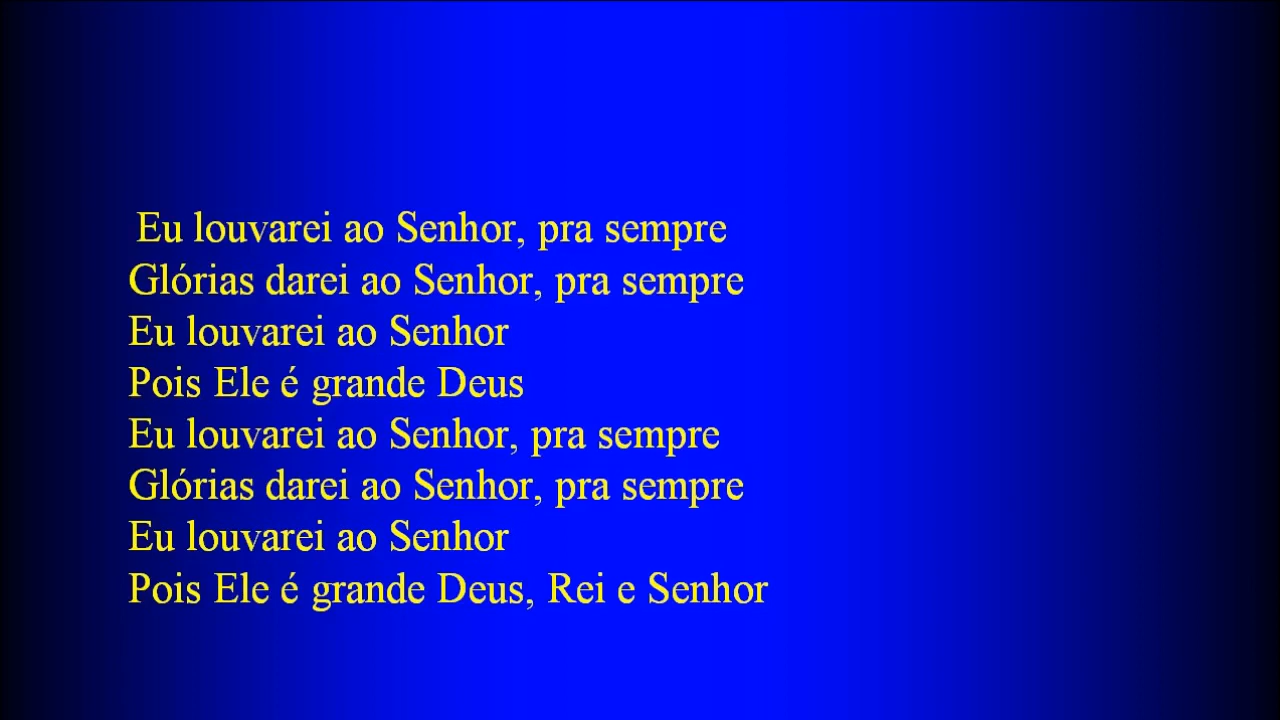 Eu louvarei ao Senhor, pra sempre
Glórias darei ao Senhor, pra sempre
Eu louvarei ao Senhor
Pois Ele é grande Deus
Eu louvarei ao Senhor, pra sempre
Glórias darei ao Senhor, pra sempre
Eu louvarei ao Senhor
Pois Ele é grande Deus, Rei e Senhor